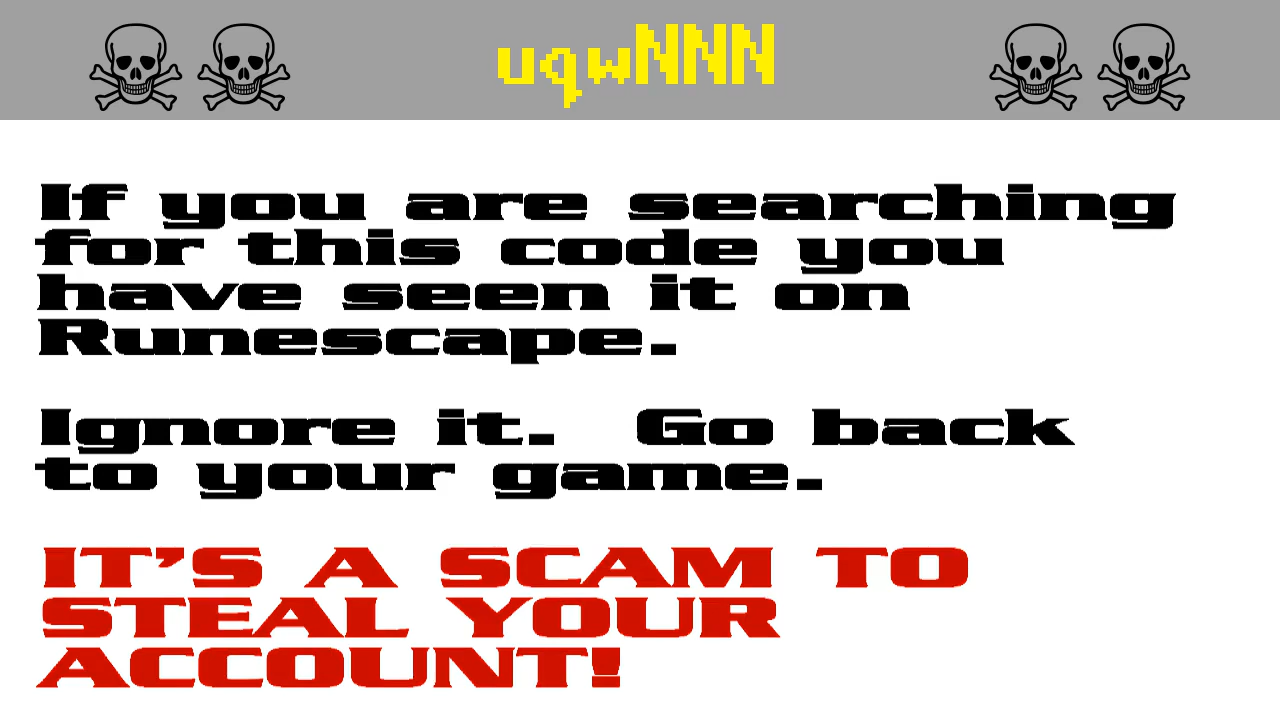 uqwNNN
If you are searching
for this code you
have seen it on
Runescape.
Ignore it. Go back
to your game.
IT'S A SCAM TO
STEAL YOUR
ACCOUNT!